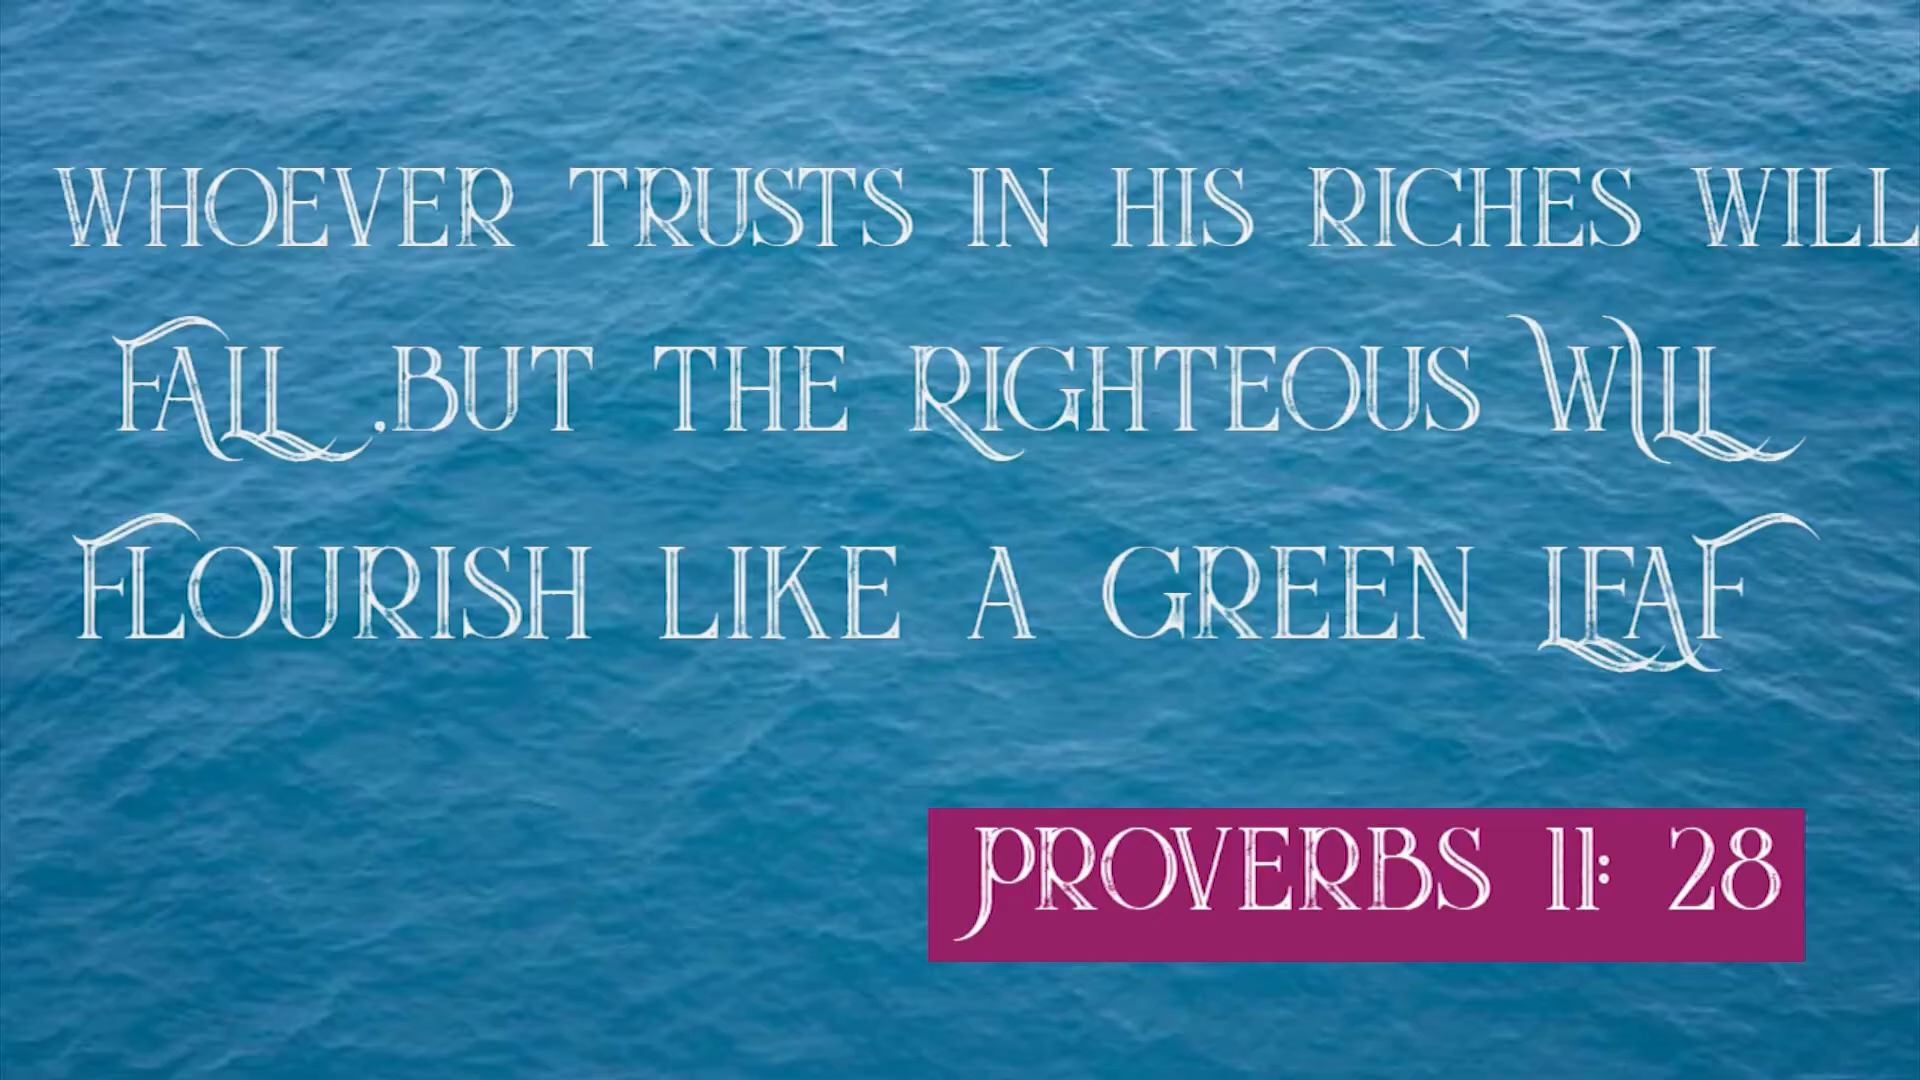 WHOEVER TRUSTS IN HIS RICHES WILL
FALL .BUT THE RIGHTEOUS WILL
FLOURISH LIKE A GREEN LEAF
PROVERBS 11: 28